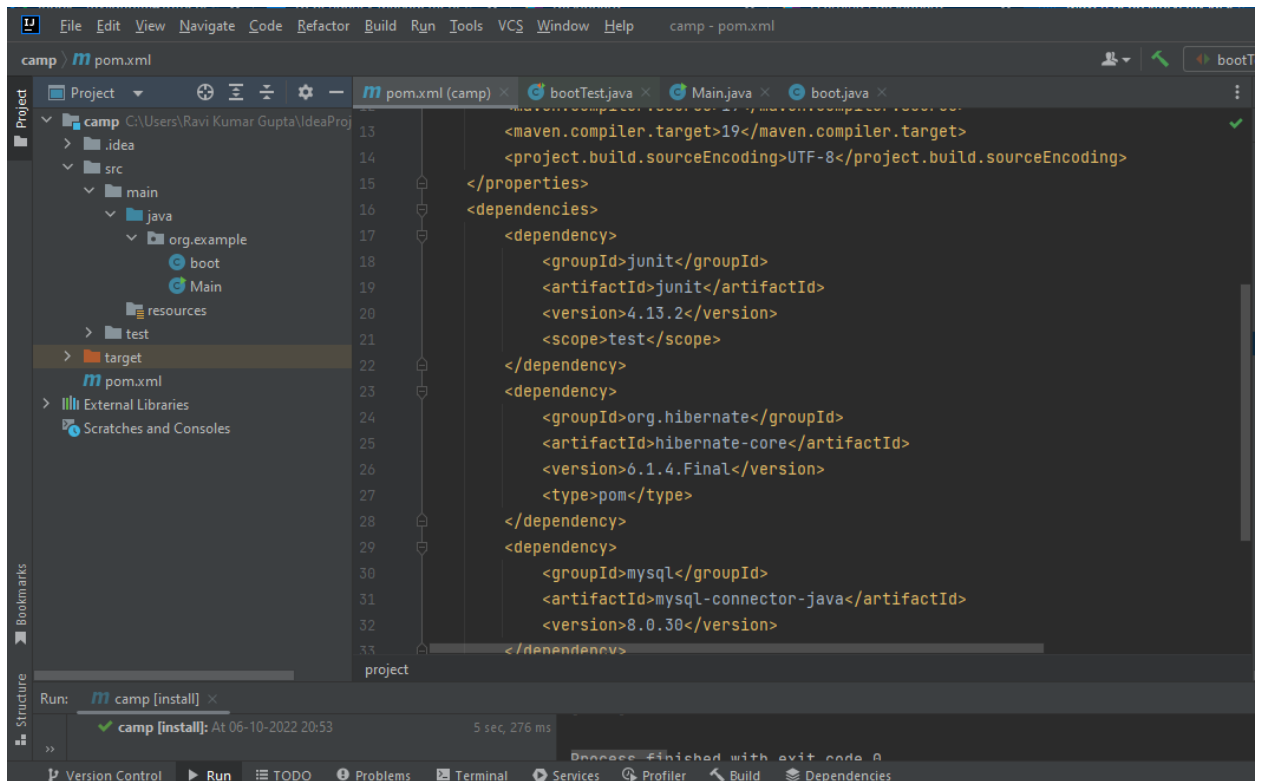 File Edit View Navigate Code Refactor Build Run Tools VCS Window Help camp - pom.xml
camp 〉 m pom.xml
bootT
Project
Project
camp C:\Users\Ravi Kumar Gupta\IdeaProj
.idea
src
main
java
org.example
boot
Main
resources
test
target
m pom.xml
External Libraries
Scratches and Consoles
m pom.xml (camp) bootTest.java Main.java boot.java
13 <maven.compiler.target>19</maven.compiler.target>
14 <project.build.sourceEncoding>UTF-8</project.build.sourceEncoding>
15 </properties>
16 <dependencies>
17 <dependency>
18 <groupId>junit</groupId>
19 <artifactId>junit</artifactId>
20 <version>4.13.2</version>
21 <scope>test</scope>
22 </dependency>
23 <dependency>
24 <groupId>org.hibernate</groupId>
25 <artifactId>hibernate-core</artifactId>
26 <version>6.1.4.Final</version>
27 <type>pom</type>
28 </dependency>
29 <dependency>
30 <groupId>mysql</groupId>
31 <artifactId>mysql-connector-java</artifactId>
32 <version>8.0.30</version>
33 </dependency>
project
Bookmarks
Structure
Run: m camp [install]
camp [install]: At 06-10-2022 20:53 5 sec, 276 ms
Process finished with exit code 0
Version Control Run TODO Problems Terminal Services Profiler Build Dependencies